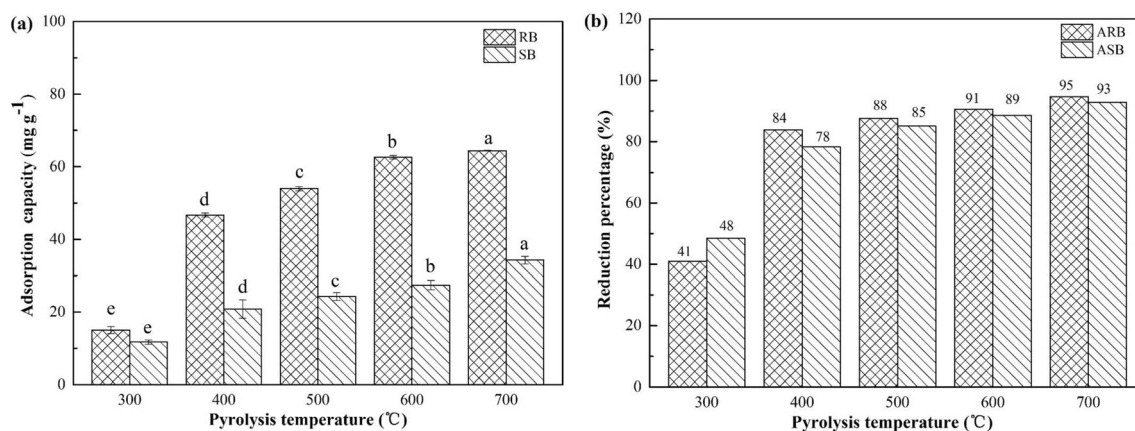 (a)
100
80
60
40
20
0
Adsorption capacity (mg g-1)
RB
SB
e
e
d
d
c
c
b
b
a
a
300
400
500
600
700
Pyrolysis temperature (℃)
(b)
120
100
80
60
40
20
0
Reduction percentage (%)
ARB
ASB
41
48
84
78
88
85
91
89
95
93
300
400
500
600
700
Pyrolysis temperature (℃)